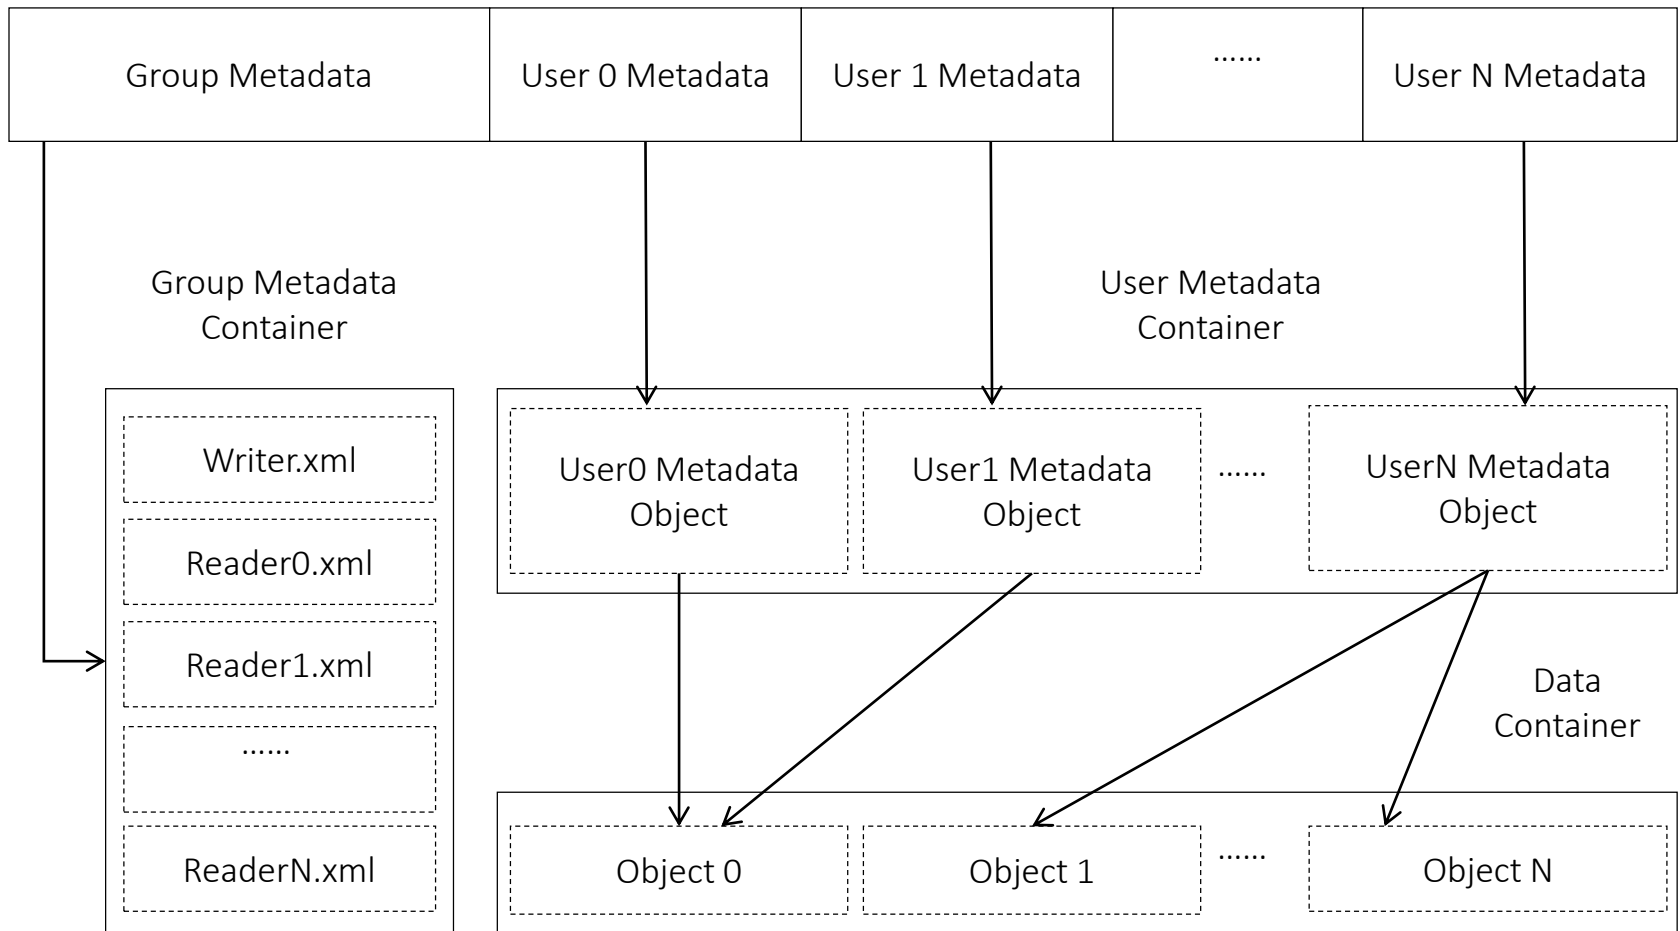 Group Metadata
User 0 Metadata
User 1 Metadata
......
User N Metadata
Group Metadata
Container
User Metadata
Container
Writer.xml
Reader0.xml
Reader1.xml
......
ReaderN.xml
User0 Metadata
Object
User1 Metadata
Object
......
UserN Metadata
Object
Data
Container
Object 0
Object 1
......
Object N